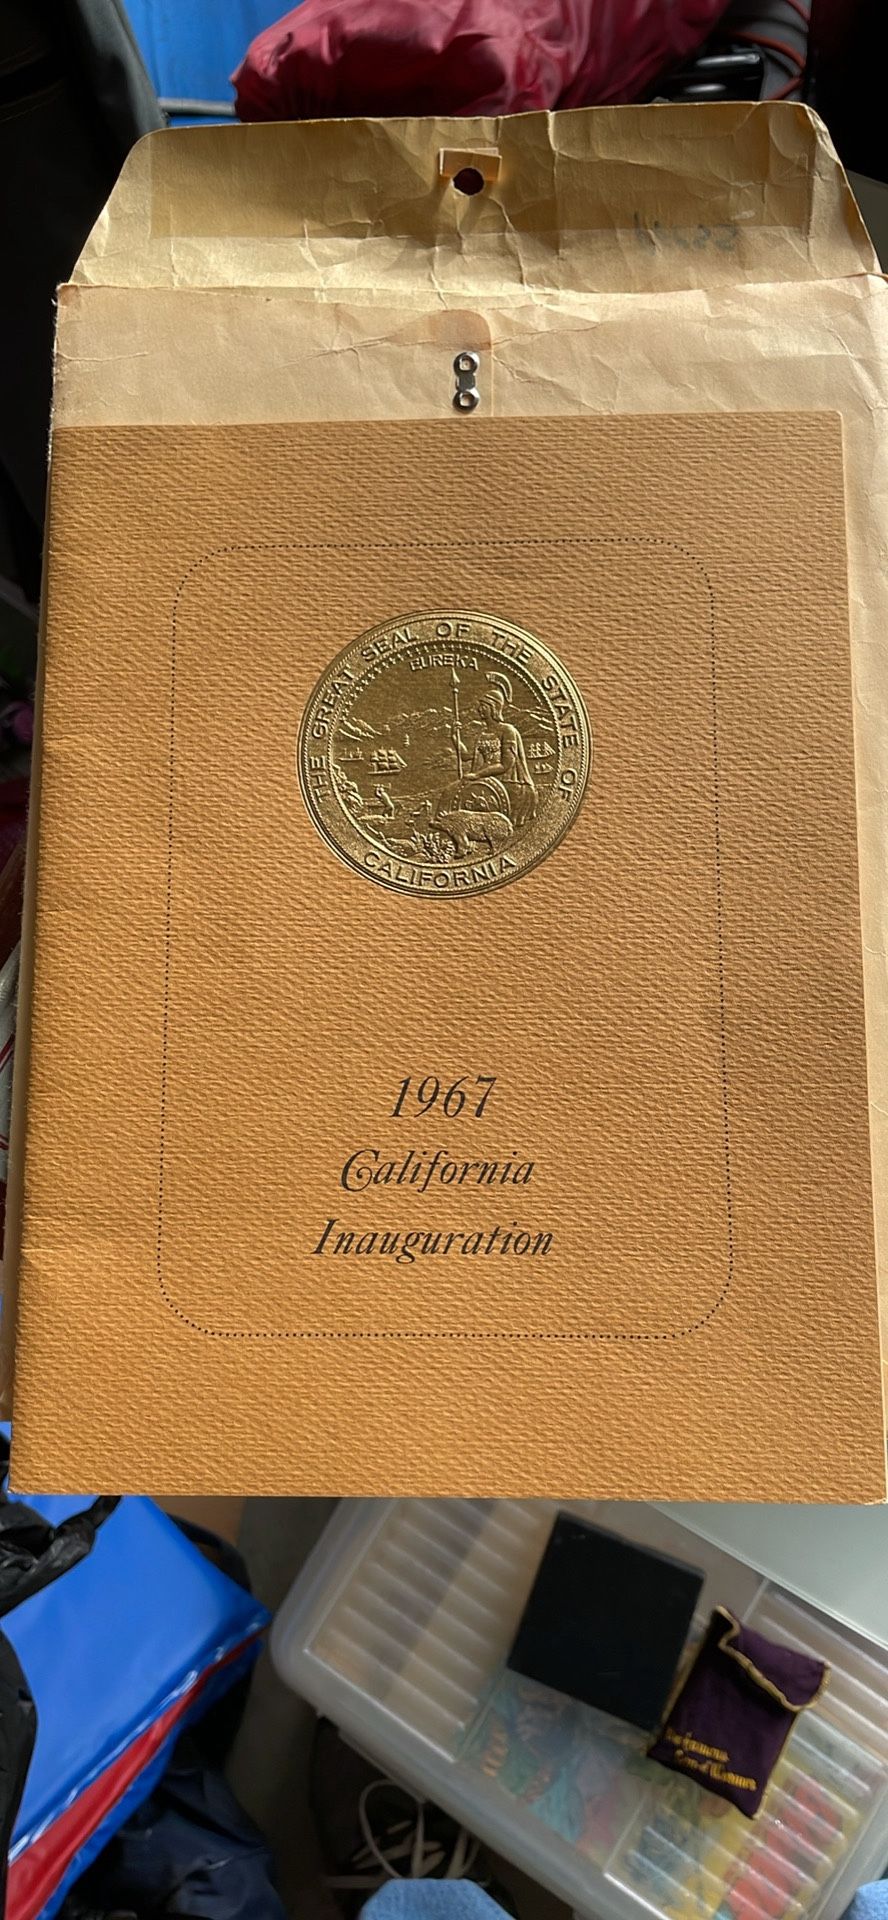 THE GREAT SEAL OF THE STATE OF CALIFORNIA
EUREKA
1967
California
Inauguration